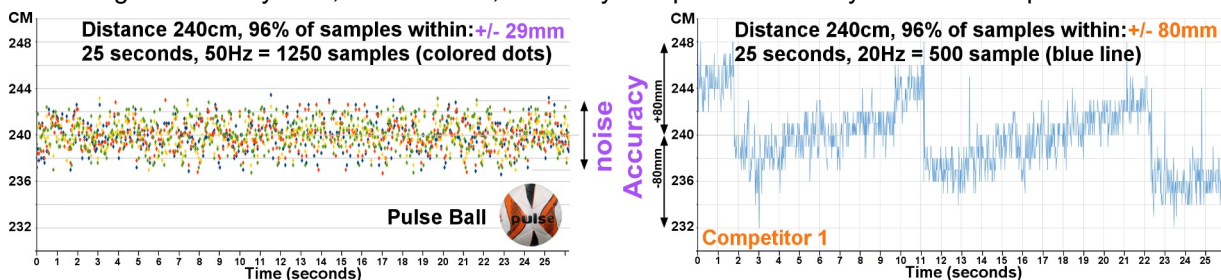 CM
Distance 240cm, 96% of samples within:+/- 29mm
25 seconds, 50Hz = 1250 samples (colored dots)
248
244
240
236
232
noise
Pulse Ball
pulse
0 1 2 3 4 5 6 7 8 9 10 11 12 13 14 15 16 17 18 19 20 21 22 23 24 25
Time (seconds)
Accuracy
CM
Distance 240cm, 96% of samples within:+/- 80mm
25 seconds, 20Hz = 500 sample (blue line)
248
244
240
236
232
+80mm
-80mm
Competitor 1
0 1 2 3 4 5 6 7 8 9 10 11 12 13 14 15 16 17 18 19 20 21 22 23 24 25
Time (seconds)